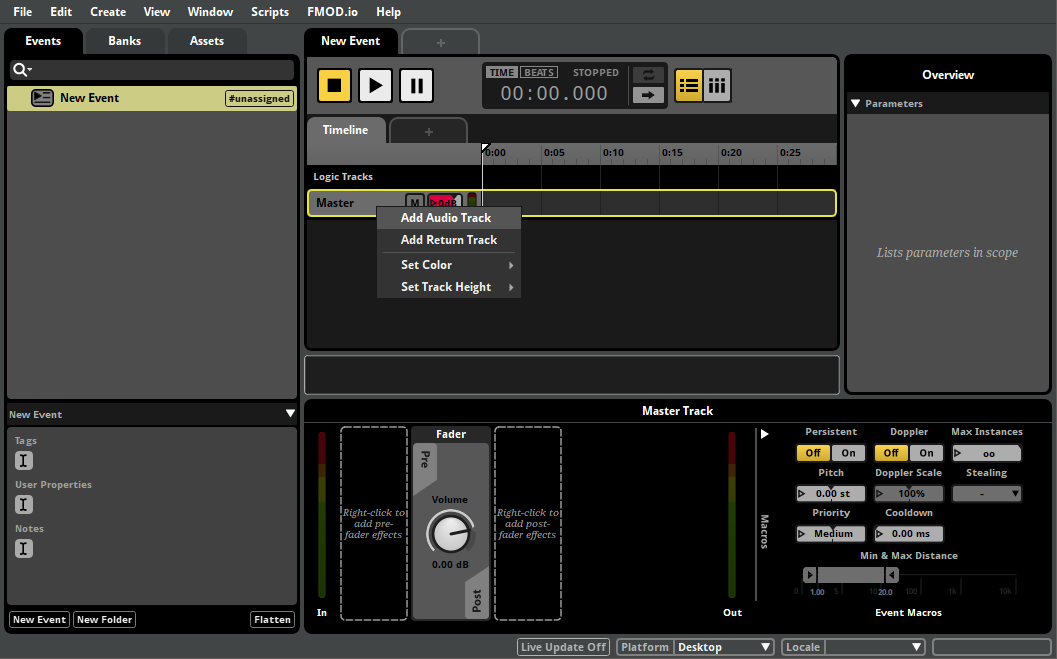 File Edit Create View Window Scripts FMOD.io Help
Events Banks Assets
New Event
+
New Event
#unassigned
TIME BEATS STOPPED
00:00.000
Timeline
+
0:00 0:05 0:10 0:15 0:20 0:25
Logic Tracks
Master M 0dB
Add Audio Track
Add Return Track
Set Color
Set Track Height
Overview
Parameters
Lists parameters in scope
New Event
Tags
User Properties
Notes
New Event New Folder Flatten
Master Track
In
Right-click to
add pre-
fader effects
Fader
Pre
Volume
0.00 dB
Post
Right-click to
add post-
fader effects
Out
Macros
Persistent Doppler Max Instances
Off On Off On oo
Pitch Doppler Scale Stealing
0.00 st 100% -
Priority Cooldown
Medium 0.00 ms
Min & Max Distance
0 1.00 5 20.0 100 1k 10k
Event Macros
Live Update Off Platform Desktop Locale